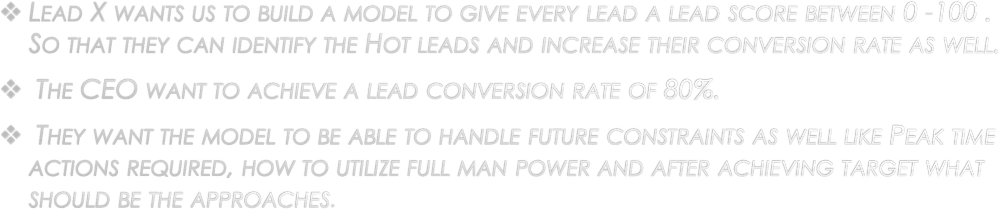 ❖ Lead X wants us to build a model to give every lead a lead score between 0 -100 .
So that they can identify the Hot leads and increase their conversion rate as well.
❖ The CEO want to achieve a lead conversion rate of 80%.
❖ They want the model to be able to handle future constraints as well like Peak time
actions required, how to utilize full man power and after achieving target what
should be the approaches.